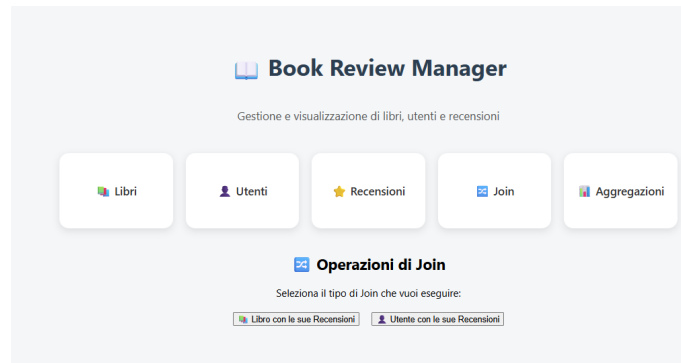 📖 Book Review Manager
Gestione e visualizzazione di libri, utenti e recensioni
📚 Libri 👤 Utenti ⭐ Recensioni 🔀 Join 📊 Aggregazioni
🔀 Operazioni di Join
Seleziona il tipo di Join che vuoi eseguire:
📚 Libro con le sue Recensioni 👤 Utente con le sue Recensioni